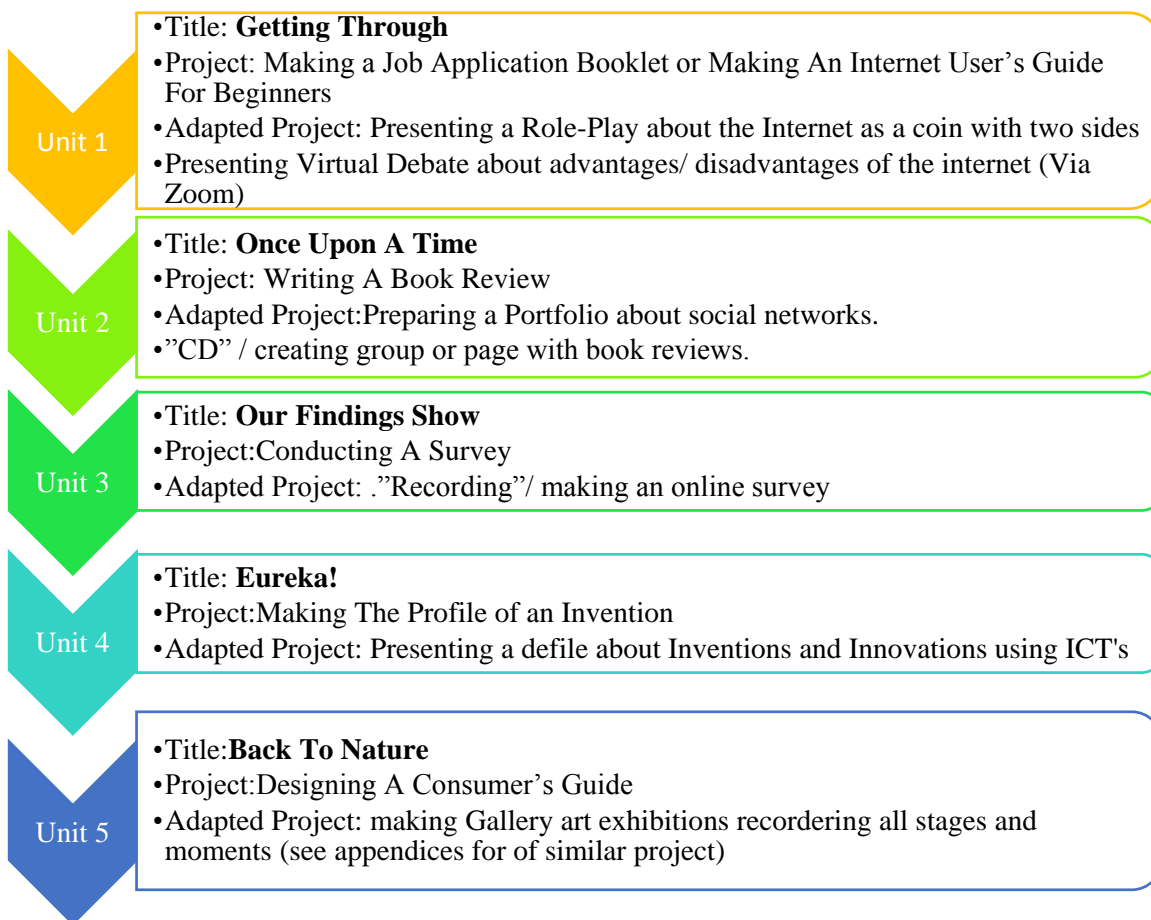 Unit 1
•Title: Getting Through
•Project: Making a Job Application Booklet or Making An Internet User’s Guide
For Beginners
•Adapted Project: Presenting a Role-Play about the Internet as a coin with two sides
•Presenting Virtual Debate about advantages/ disadvantages of the internet (Via
Zoom)
Unit 2
•Title: Once Upon A Time
•Project: Writing A Book Review
•Adapted Project:Preparing a Portfolio about social networks.
•”CD” / creating group or page with book reviews.
Unit 3
•Title: Our Findings Show
•Project:Conducting A Survey
•Adapted Project: .”Recording”/ making an online survey
Unit 4
•Title: Eureka!
•Project:Making The Profile of an Invention
•Adapted Project: Presenting a defile about Inventions and Innovations using ICT's
Unit 5
•Title:Back To Nature
•Project:Designing A Consumer’s Guide
•Adapted Project: making Gallery art exhibitions recordering all stages and
moments (see appendices for of similar project)